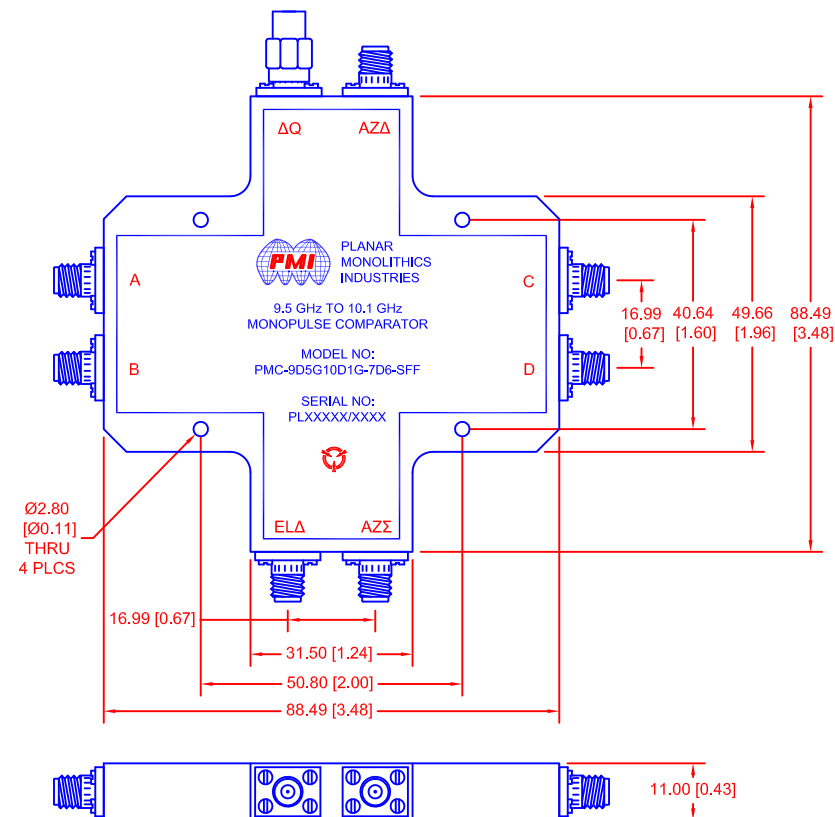 ΔQ
AZΔ
PMI
PLANAR
MONOLITHICS
INDUSTRIES
A
C
9.5 GHz TO 10.1 GHz
MONOPULSE COMPARATOR
16.99
[0.67]
40.64
[1.60]
49.66
[1.96]
88.49
[3.48]
MODEL NO:
PMC-9D5G10D1G-7D6-SFF
B
D
SERIAL NO:
PLXXXXX/XXXX
Ø2.80
[Ø0.11]
THRU
4 PLCS
ELΔ
AZΣ
16.99 [0.67]
31.50 [1.24]
50.80 [2.00]
88.49 [3.48]
11.00 [0.43]